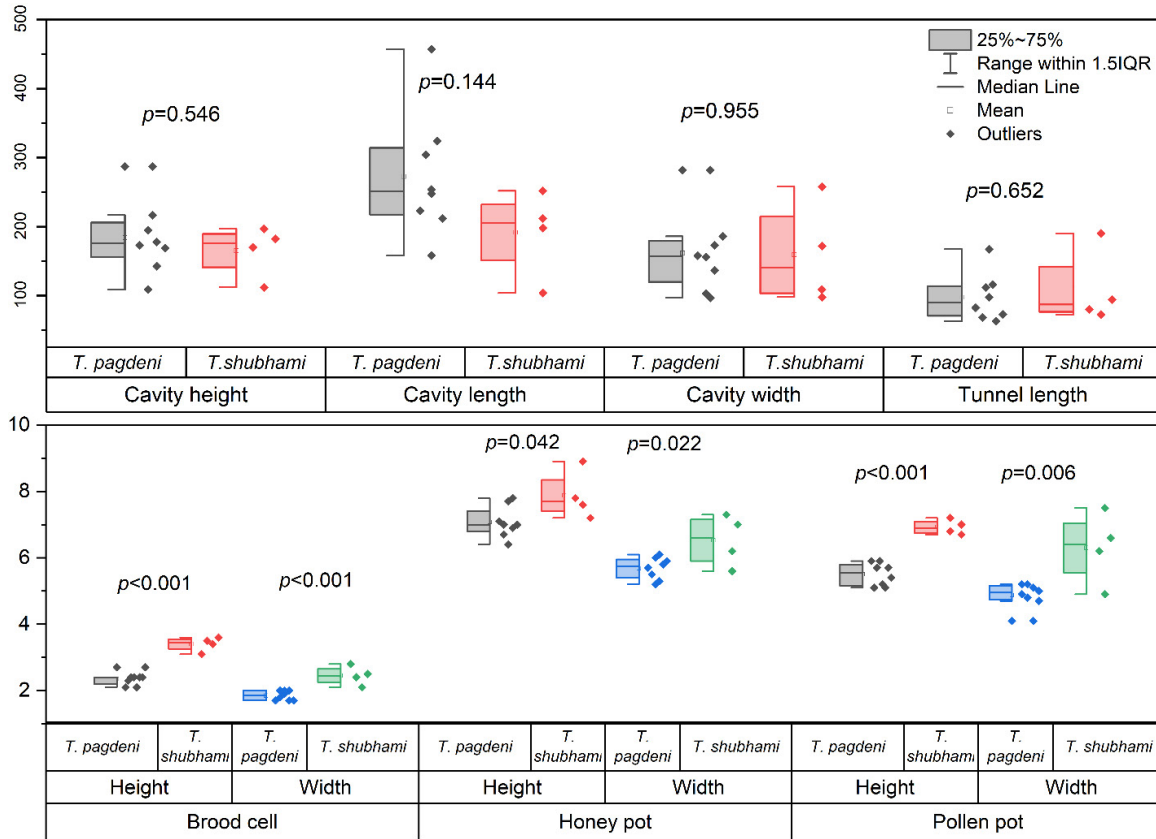 500
400
300
200
100
25%~75%
Range within 1.5IQR
Median Line
Mean
Outliers
p=0.546
p=0.144
p=0.955
p=0.652
T. pagdeni T.shubhami T. pagdeni T.shubhami T. pagdeni T.shubhami T. pagdeni T.shubhami
Cavity height Cavity length Cavity width Tunnel length
10
8
6
4
2
p<0.001
p<0.001
p=0.042
p=0.022
p<0.001
p=0.006
T. pagdeni T. shubhami T. pagdeni T. shubhami T. pagdeni T. shubhami T. pagdeni T. shubhami T. pagdeni T. shubhami T. pagdeni T. shubhami
Height Width Height Width Height Width
Brood cell Honey pot Pollen pot